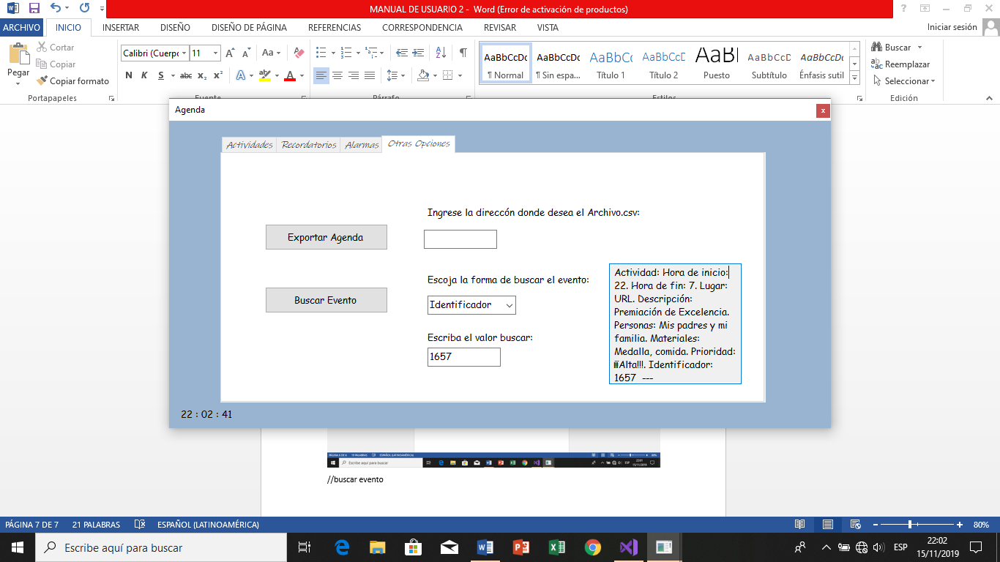 MANUAL DE USUARIO 2 - Word (Error de activación de productos)
ARCHIVO INICIO INSERTAR DISEÑO DISEÑO DE PÁGINA REFERENCIAS CORRESPONDENCIA REVISAR VISTA Iniciar sesión
Pegar
Cortar
Copiar
Copiar formato
Portapapeles
Calibri (Cuerpo 11
N K S abc x₂ x²
Fuente
Párrafo
AaBbCcDc AaBbCcDc AaBbCc AaBbCcD AaBl AaBbCcD AaBbCcDc
¶ Normal ¶ Sin espa... Título 1 Título 2 Puesto Subtítulo Énfasis sutil
Estilos
Buscar
Reemplazar
Seleccionar
Edición
Agenda
Actividades Recordatorios Alarmas Otras Opciones
Ingrese la direccón donde desea el Archivo.csv:
Exportar Agenda
Escoja la forma de buscar el evento:
Buscar Evento
Identificador
Escriba el valor buscar:
1657
Actividad: Hora de inicio:
22. Hora de fin: 7. Lugar:
URL. Descripción:
Premiación de Excelencia.
Personas: Mis padres y mi
familia. Materiales:
Medalla, comida. Prioridad:
¡¡¡Alta!!!. Identificador:
1657 ---
22 : 02 : 41
Escribe aquí para buscar
//buscar evento
PÁGINA 7 DE 7 21 PALABRAS ESPAÑOL (LATINOAMÉRICA) 80%
Escribe aquí para buscar
ESP
22:02
15/11/2019